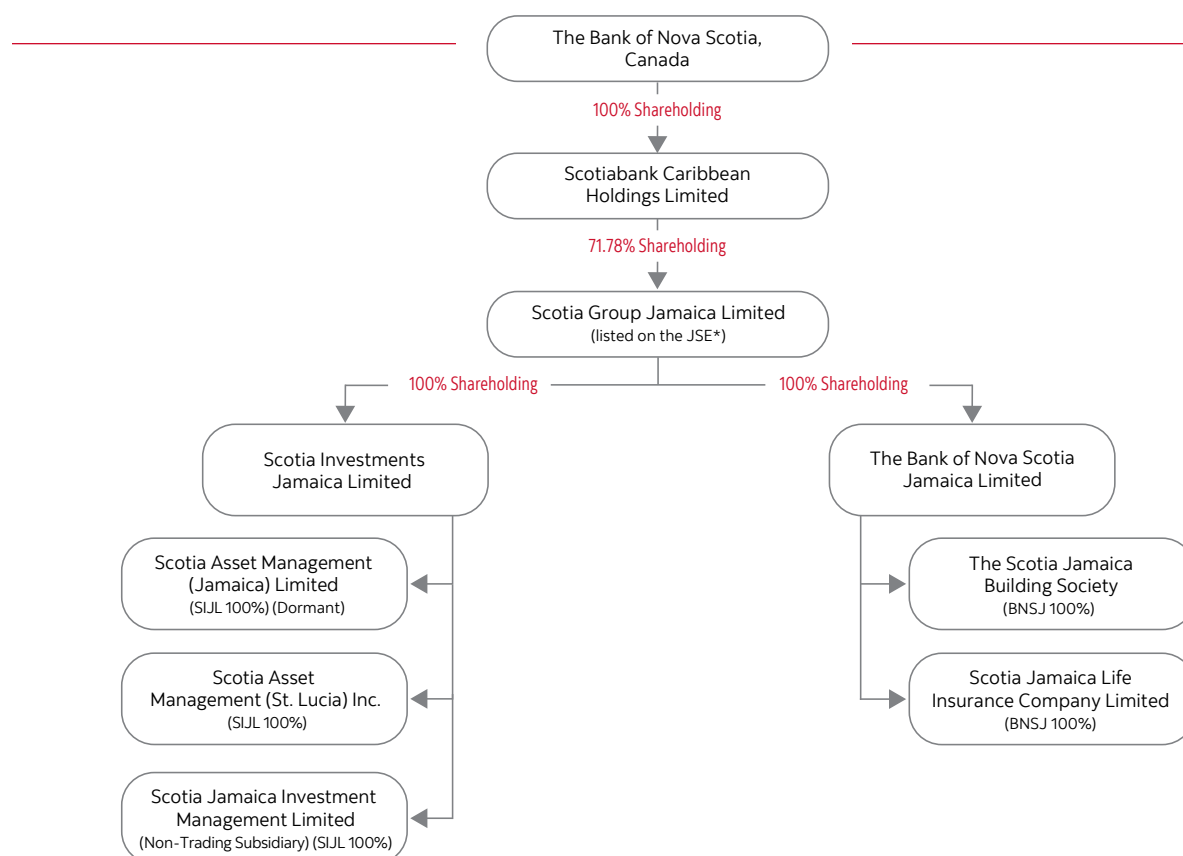 The Bank of Nova Scotia,
Canada
100% Shareholding
Scotiabank Caribbean
Holdings Limited
71.78% Shareholding
Scotia Group Jamaica Limited
(listed on the JSE*)
100% Shareholding
100% Shareholding
Scotia Investments
Jamaica Limited
The Bank of Nova Scotia
Jamaica Limited
Scotia Asset Management
(Jamaica) Limited
(SIJL 100%) (Dormant)
The Scotia Jamaica
Building Society
(BNSJ 100%)
Scotia Asset
Management (St. Lucia) Inc.
(SIJL 100%)
Scotia Jamaica Life
Insurance Company Limited
(BNSJ 100%)
Scotia Jamaica Investment
Management Limited
(Non-Trading Subsidiary) (SIJL 100%)